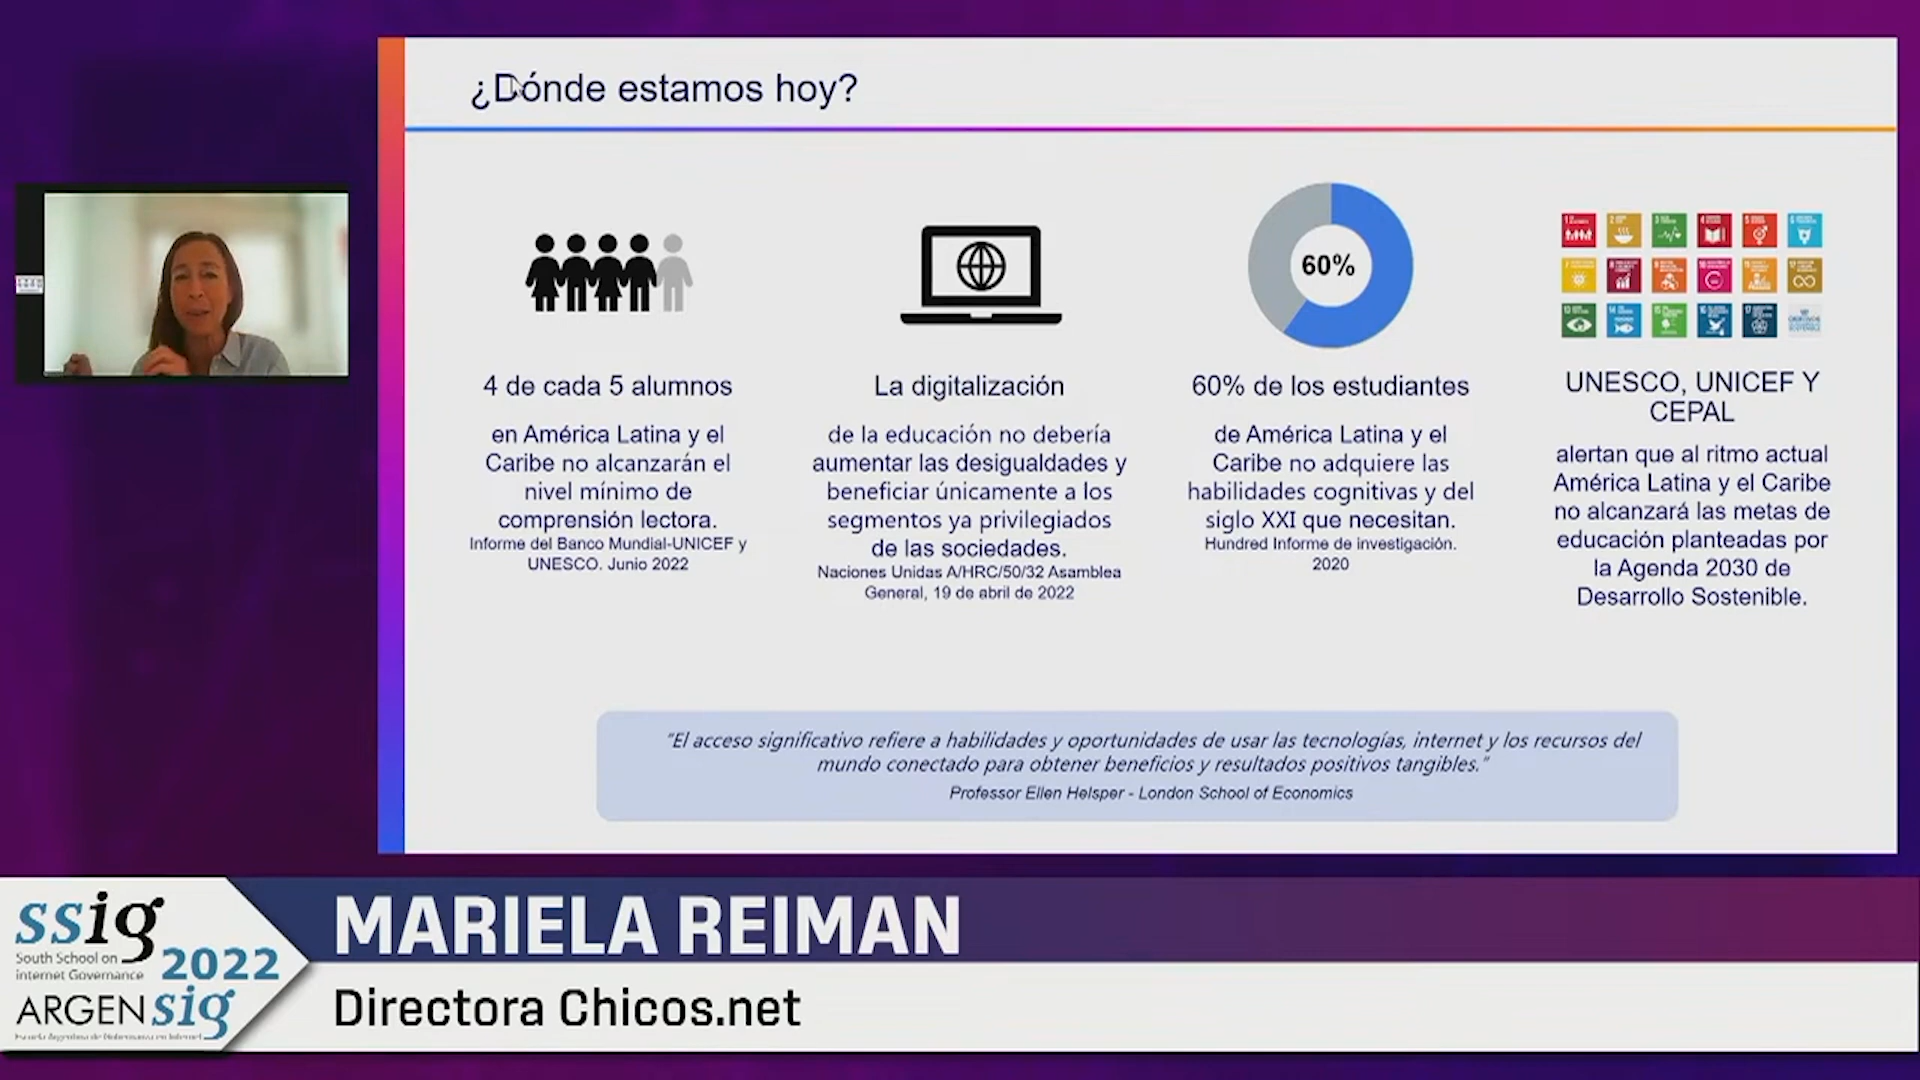 ¿Dónde estamos hoy?
60%
4 de cada 5 alumnos
en América Latina y el
Caribe no alcanzarán el
nivel mínimo de
comprensión lectora.
Informe del Banco Mundial-UNICEF y
UNESCO. Junio 2022
La digitalización
de la educación no debería
aumentar las desigualdades y
beneficiar únicamente a los
segmentos ya privilegiados
de las sociedades.
Naciones Unidas A/HRC/50/32 Asamblea
General, 19 de abril de 2022
60% de los estudiantes
de América Latina y el
Caribe no adquiere las
habilidades cognitivas y del
siglo XXI que necesitan.
Hundred Informe de investigación.
2020
UNESCO, UNICEF Y
CEPAL
alertan que al ritmo actual
América Latina y el Caribe
no alcanzará las metas de
educación planteadas por
la Agenda 2030 de
Desarrollo Sostenible.
"El acceso significativo refiere a habilidades y oportunidades de usar las tecnologías, internet y los recursos del
mundo conectado para obtener beneficios y resultados positivos tangibles."
Professor Ellen Helsper - London School of Economics
ssig
South School on
Internet Governance
2022
ARGENsig
Escuela Argentina de Gobernanza en Internet
MARIELA REIMAN
Directora Chicos.net